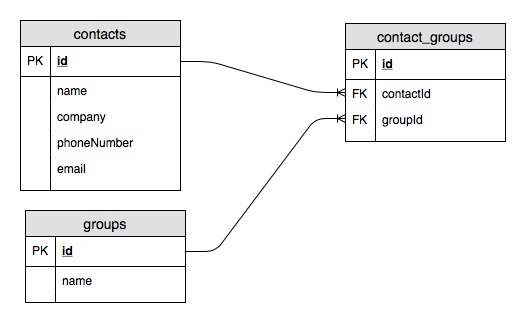 contacts
PK id
name
company
phoneNumber
email
contact_groups
PK id
FK contactId
FK groupId
groups
PK id
name